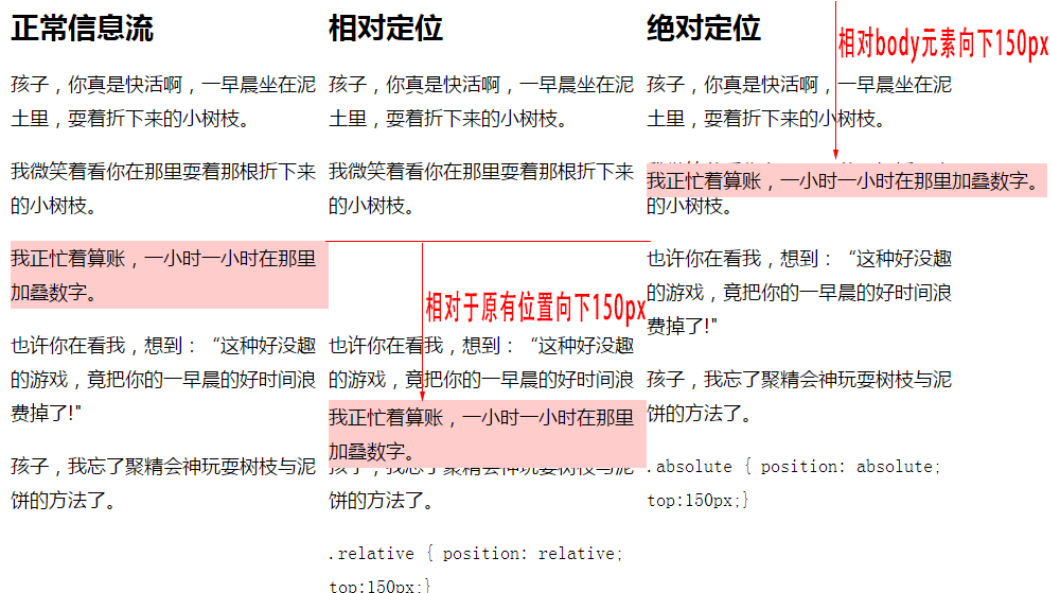 正常信息流
孩子，你真是快活啊，一早晨坐在泥
土里，耍着折下来的小树枝。
我微笑着看你在那里耍着那根折下来
的小树枝。
我正忙着算账，一小时一小时在那里
加叠数字。
也许你在看我，想到：“这种好没趣
的游戏，竟把你的一早晨的好时间浪
费掉了!"
孩子，我忘了聚精会神玩耍树枝与泥
饼的方法了。
相对定位
孩子，你真是快活啊，一早晨坐在泥
土里，耍着折下来的小树枝。
我微笑着看你在那里耍着那根折下来
的小树枝。
相对于原有位置向下150px
也许你在看我，想到：“这种好没趣
的游戏，竟把你的一早晨的好时间浪
我正忙着算账，一小时一小时在那里
加叠数字。
孩子，我忘了聚精会神玩耍树枝与泥
饼的方法了。
.relative { position: relative;
top:150px;}
绝对定位
相对body元素向下150px
孩子，你真是快活啊，一早晨坐在泥
土里，耍着折下来的小树枝。
我正忙着算账，一小时一小时在那里加叠数字。
的小树枝。
也许你在看我，想到：“这种好没趣
的游戏，竟把你的一早晨的好时间浪
费掉了!"
孩子，我忘了聚精会神玩耍树枝与泥
饼的方法了。
.absolute { position: absolute;
top:150px;}